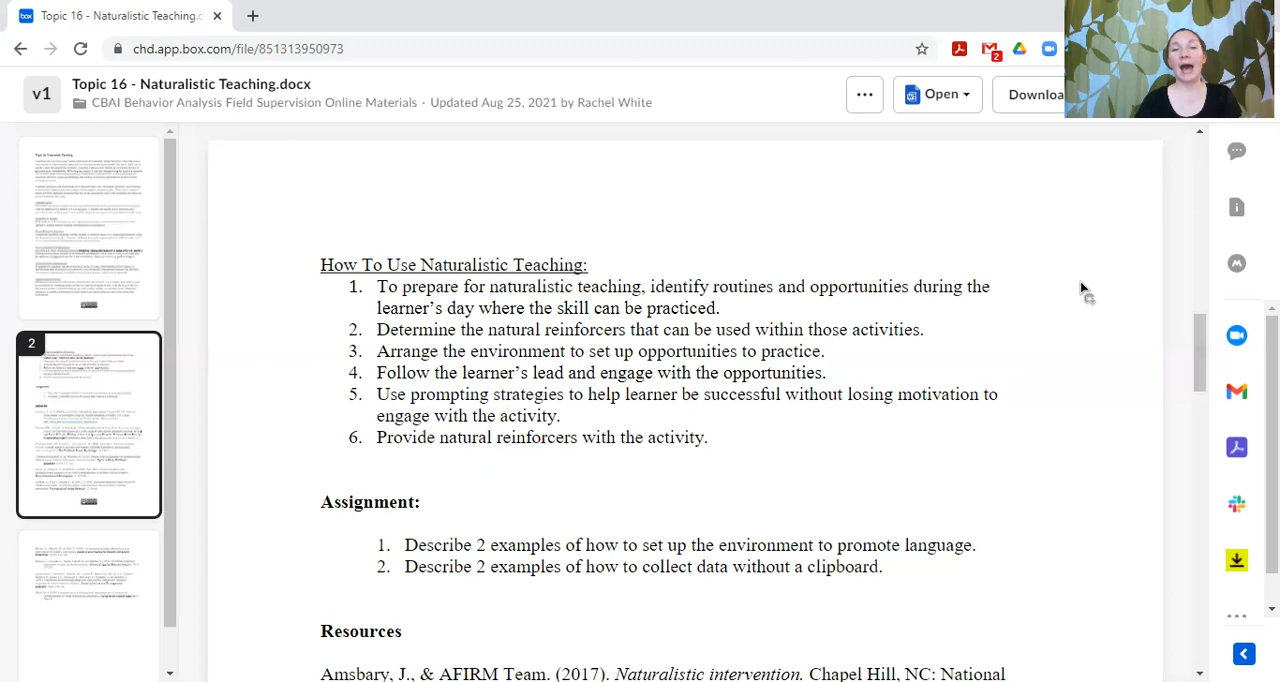 Topic 16 - Naturalistic Teaching.c
chd.app.box.com/file/851313950973
2
v1
Topic 16 - Naturalistic Teaching.docx
CBAI Behavior Analysis Field Supervision Online Materials · Updated Aug 25, 2021 by Rachel White
Open
Downloa
2
How To Use Naturalistic Teaching:
1. To prepare for naturalistic teaching, identify routines and opportunities during the
learner's day where the skill can be practiced.
2. Determine the natural reinforcers that can be used within those activities.
3. Arrange the environment to set up opportunities to practice.
4. Follow the learner's lead and engage with the opportunities.
5. Use prompting strategies to help learner be successful without losing motivation to
engage with the activity.
6. Provide natural reinforcers with the activity.
Assignment:
1. Describe 2 examples of how to set up the environment to promote language.
2. Describe 2 examples of how to collect data without a clipboard.
Resources
Amsbary, J., & AFIRM Team. (2017). Naturalistic intervention. Chapel Hill, NC: National